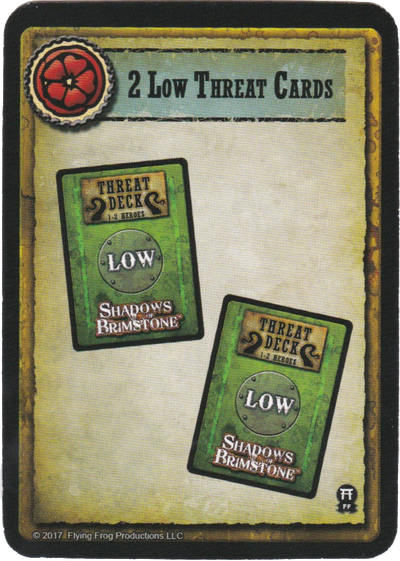 2 LOW THREAT CARDS
THREAT
DECK
1-2 HEROES
LOW
SHADOWS
OF
BRIMSTONE
THREAT
DECK
1-2 HEROES
LOW
SHADOWS
OF
BRIMSTONE
FF
© 2017 Flying Frog Productions LLC